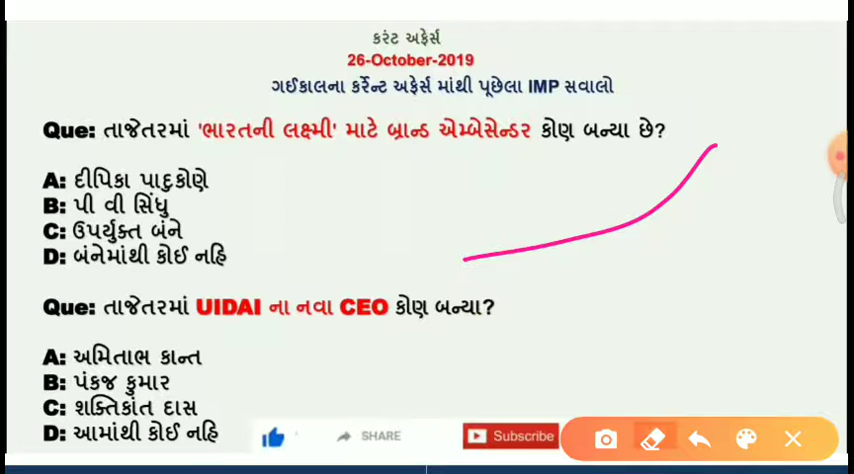 કરંટ અફેર્સ
26-October-2019
ગઈકાલના કર્રેન્ટ અફેર્સ માંથી પૂછેલા IMP સવાલો
Que: તાજેતરમાં 'ભારતની લક્ષ્મી' માટે બ્રાન્ડ એમ્બેસેન્ડર કોણ બન્યા છે?
A: દીપિકા પાદુકોણે
B: પી વી સિંધુ
C: ઉપર્યુક્ત બંને
D: બંનેમાંથી કોઈ નહિ
Que: તાજેતરમાં UIDAI ના નવા CEO કોણ બન્યા?
A: અમિતાભ કાન્ત
B: પંકજ કુમાર
C: શક્તિકાંત દાસ
D: આમાંથી કોઈ નહિ
SHARE
Subscribe